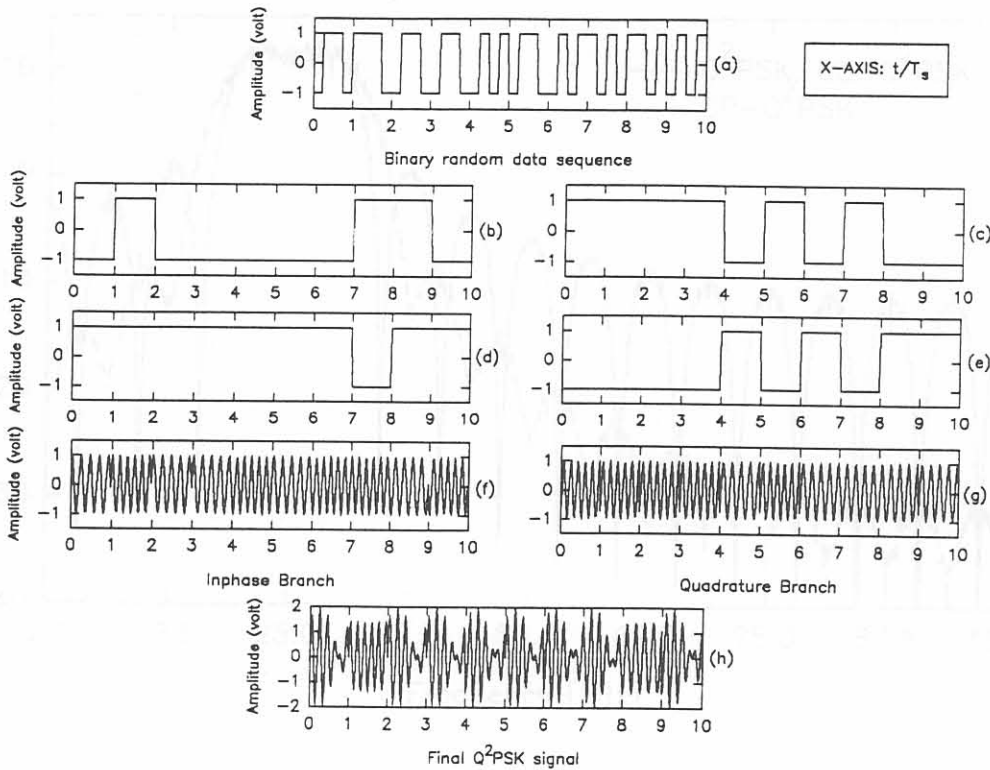 Amplitude (volt)
1
0
-1
(a)
0 1 2 3 4 5 6 7 8 9 10
Binary random data sequence
X-AXIS: t/Ts
Amplitude (volt)
1
0
-1
(b)
0 1 2 3 4 5 6 7 8 9 10
1
0
-1
(c)
0 1 2 3 4 5 6 7 8 9 10
Amplitude (volt)
1
0
-1
(d)
0 1 2 3 4 5 6 7 8 9 10
1
0
-1
(e)
0 1 2 3 4 5 6 7 8 9 10
Amplitude (volt)
1
0
-1
(f)
0 1 2 3 4 5 6 7 8 9 10
Inphase Branch
1
0
-1
(g)
0 1 2 3 4 5 6 7 8 9 10
Quadrature Branch
Amplitude (volt)
2
1
0
-1
-2
(h)
0 1 2 3 4 5 6 7 8 9 10
Final Q²PSK signal